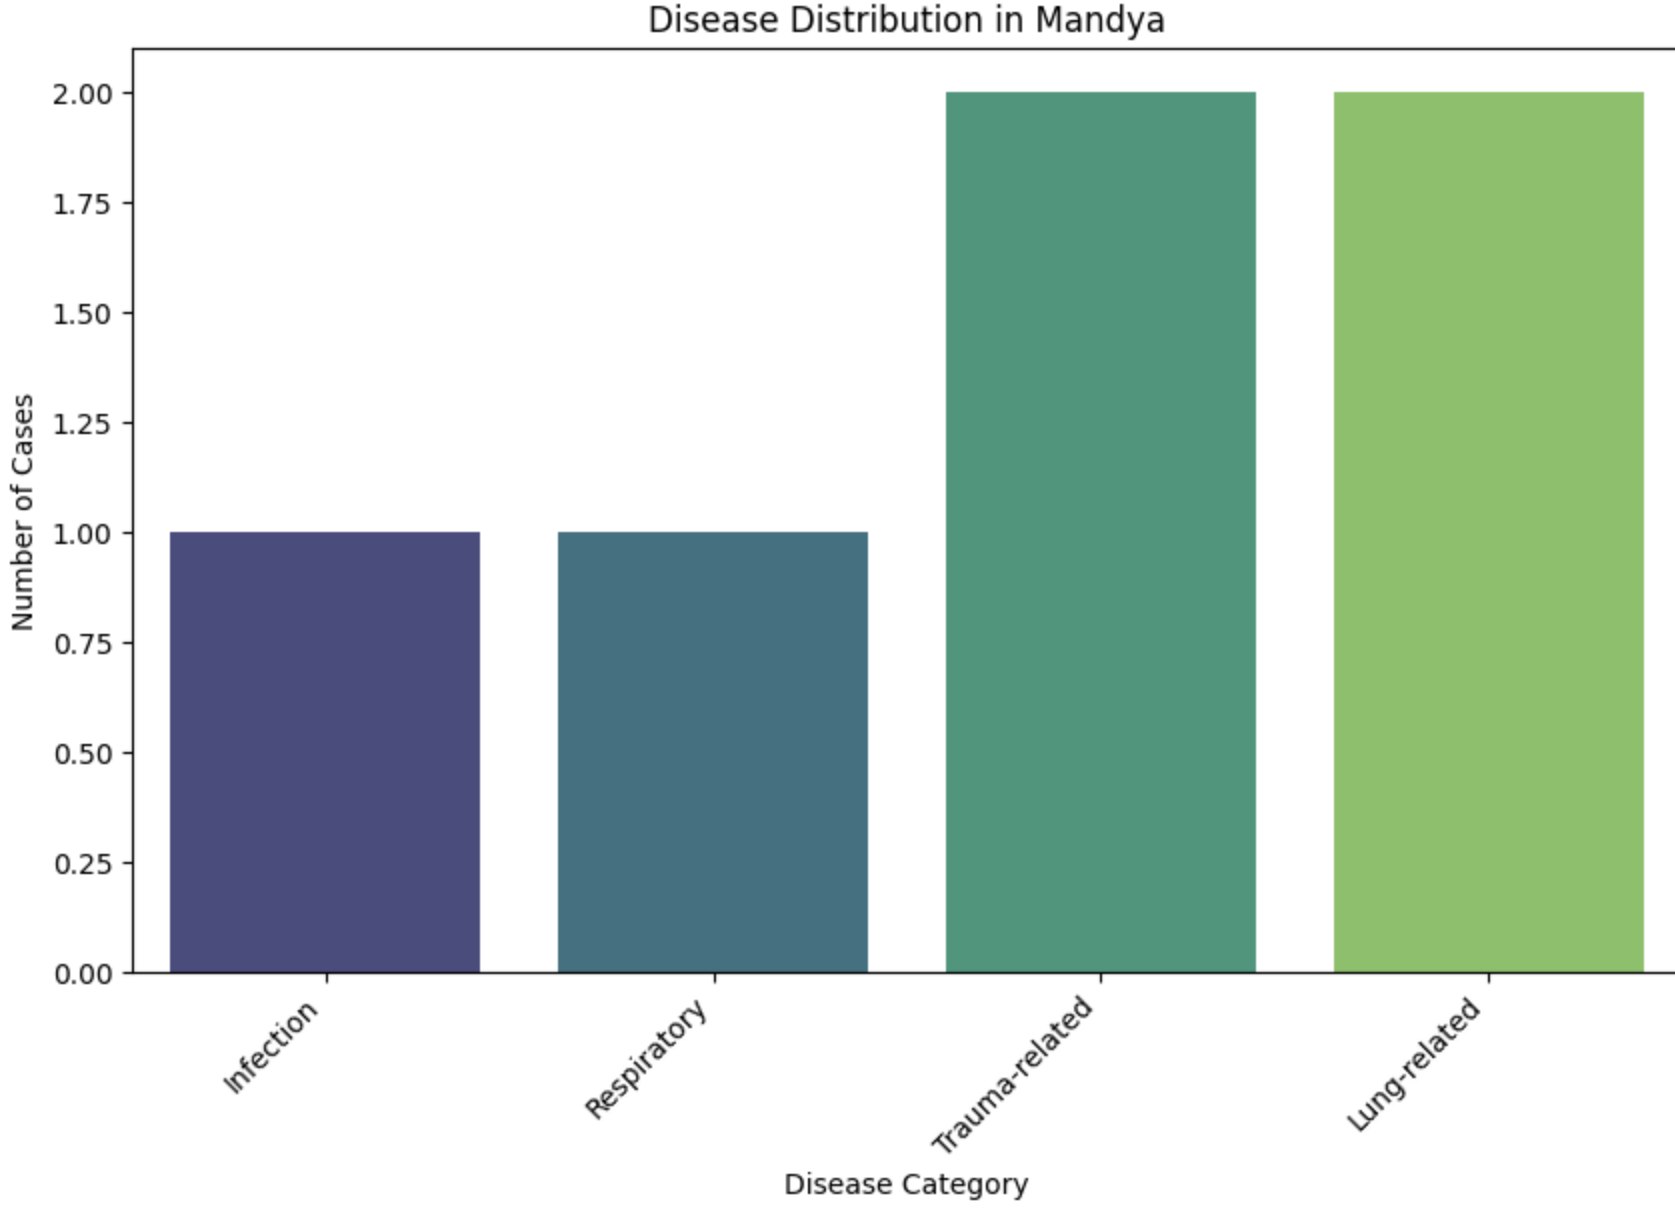 Disease Distribution in Mandya
2.00
1.75
1.50
1.25
1.00
0.75
0.50
0.25
0.00
Number of Cases
Infection
Respiratory
Trauma-related
Lung-related
Disease Category